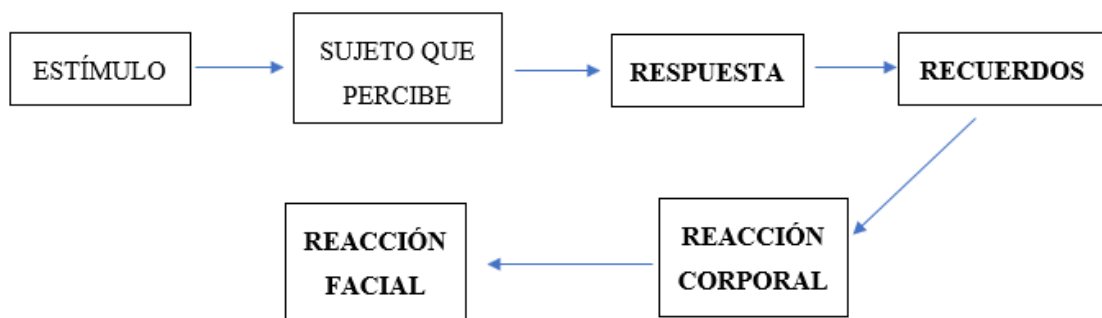 ESTÍMULO
SUJETO QUE
PERCIBE
RESPUESTA
RECUERDOS
REACCIÓN
CORPORAL
REACCIÓN
FACIAL